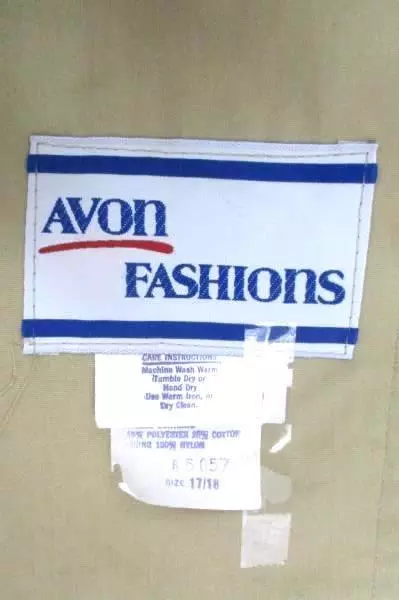 AVON
FASHIONS
CARE INSTRUCTIONS
Machine Wash Warm
Tumble Dry or
Hand Dry
Use Warm Iron, or
Dry Clean.
POLYESTER COTTON
100% NYLON
5057
SIZE 17/18